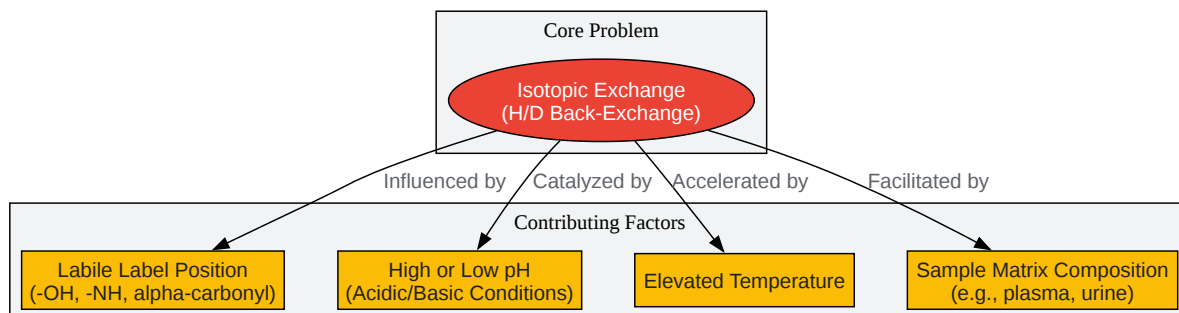 Core Problem
Isotopic Exchange
(H/D Back-Exchange)
Influenced by
Catalyzed by
Accelerated by
Facilitated by
Contributing Factors
Labile Label Position
(-OH, -NH, alpha-carbonyl)
High or Low pH
(Acidic/Basic Conditions)
Elevated Temperature
Sample Matrix Composition
(e.g., plasma, urine)